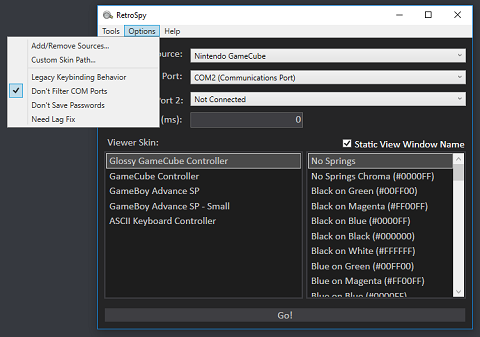 RetroSpy
Tools Options Help
Add/Remove Sources...
Custom Skin Path...
Legacy Keybinding Behavior
Don't Filter COM Ports
Don't Save Passwords
Need Lag Fix
ource: Nintendo GameCube
Port: COM2 (Communications Port)
ort 2: Not Connected
(ms): 0
Viewer Skin:
Static View Window Name
Glossy GameCube Controller
GameCube Controller
GameBoy Advance SP
GameBoy Advance SP - Small
ASCII Keyboard Controller
No Springs
No Springs Chroma (#0000FF)
Black on Green (#00FF00)
Black on Magenta (#FF00FF)
Black on Blue (#0000FF)
Black on Black (#000000)
Black on White (#FFFFFF)
Blue on Green (#00FF00)
Blue on Magenta (#FF00FF)
Blue on Blue (#0000FF)
Go!